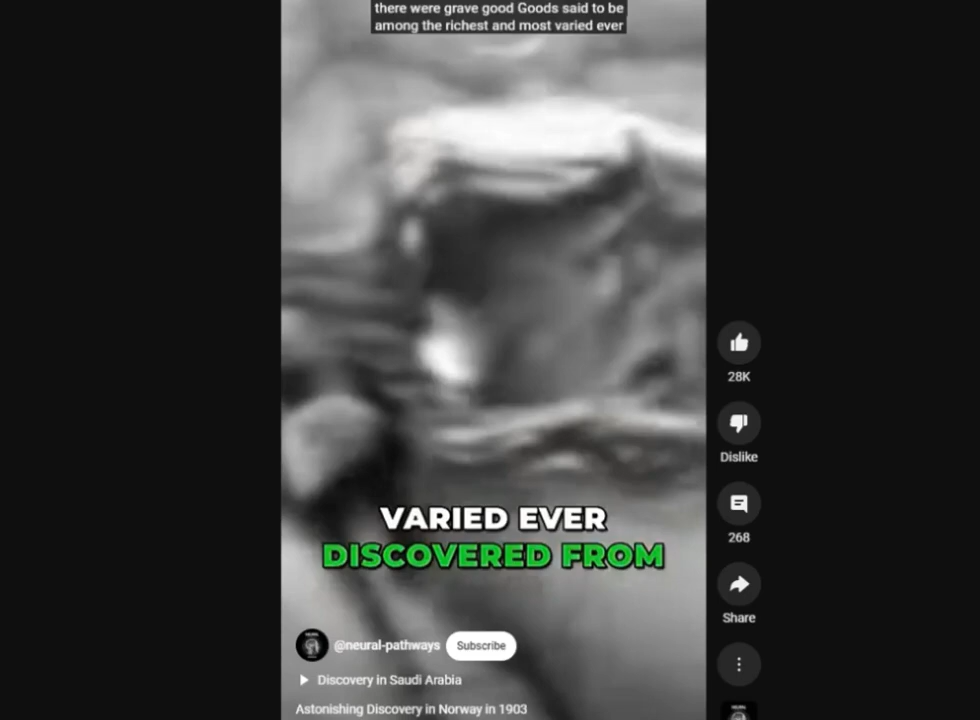 there were grave good Goods said to be
among the richest and most varied ever
VARIED EVER
DISCOVERED FROM
28K
Dislike
268
Share
@neural-pathways Subscribe
Discovery in Saudi Arabia
Astonishing Discovery in Norway in 1903